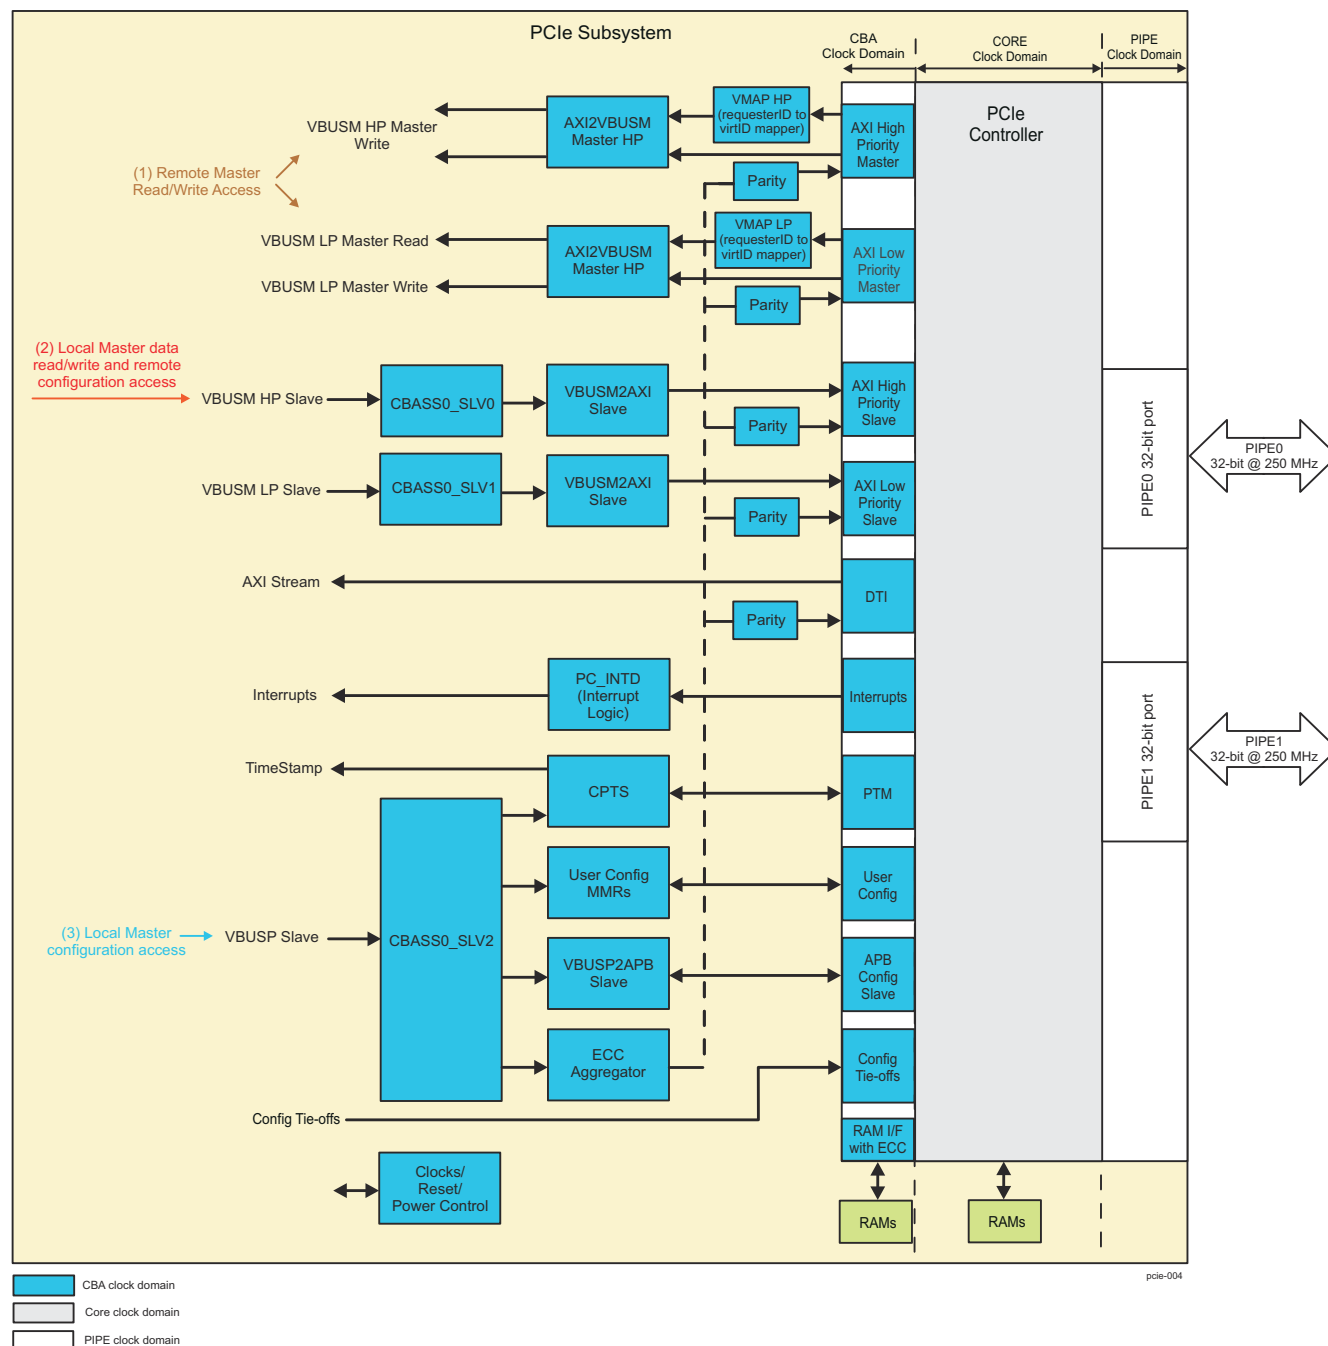 PCIe Subsystem
CBA
Clock Domain
CORE
Clock Domain
PIPE
Clock Domain
VBUSM HP Master
Write
AXI2VBUSM
Master HP
VMAP HP
(requesterID to
virtID mapper)
AXI High
Priority
Master
PCIe
Controller
(1) Remote Master
Read/Write Access
Parity
VBUSM LP Master Read
VBUSM LP Master Write
AXI2VBUSM
Master HP
VMAP LP
(requesterID to
virtID mapper)
AXI Low
Priority
Master
Parity
(2) Local Master data
read/write and remote
configuration access
VBUSM HP Slave
CBASS0_SLV0
VBUSM2AXI
Slave
Parity
AXI High
Priority
Slave
PIPE0 32-bit port
PIPE0
32-bit @ 250 MHz
VBUSM LP Slave
CBASS0_SLV1
VBUSM2AXI
Slave
Parity
AXI Low
Priority
Slave
AXI Stream
DTI
Parity
Interrupts
PC_INTD
(Interrupt
Logic)
Interrupts
PIPE1 32-bit port
PIPE1
32-bit @ 250 MHz
TimeStamp
CPTS
PTM
User Config
MMRs
User
Config
(3) Local Master
configuration access
VBUSP Slave
CBASS0_SLV2
VBUSP2APB
Slave
APB
Config
Slave
ECC
Aggregator
Config
Tie-offs
Config Tie-offs
RAM I/F
with ECC
Clocks/
Reset/
Power Control
RAMs
RAMs
pcie-004
CBA clock domain
Core clock domain
PIPE clock domain